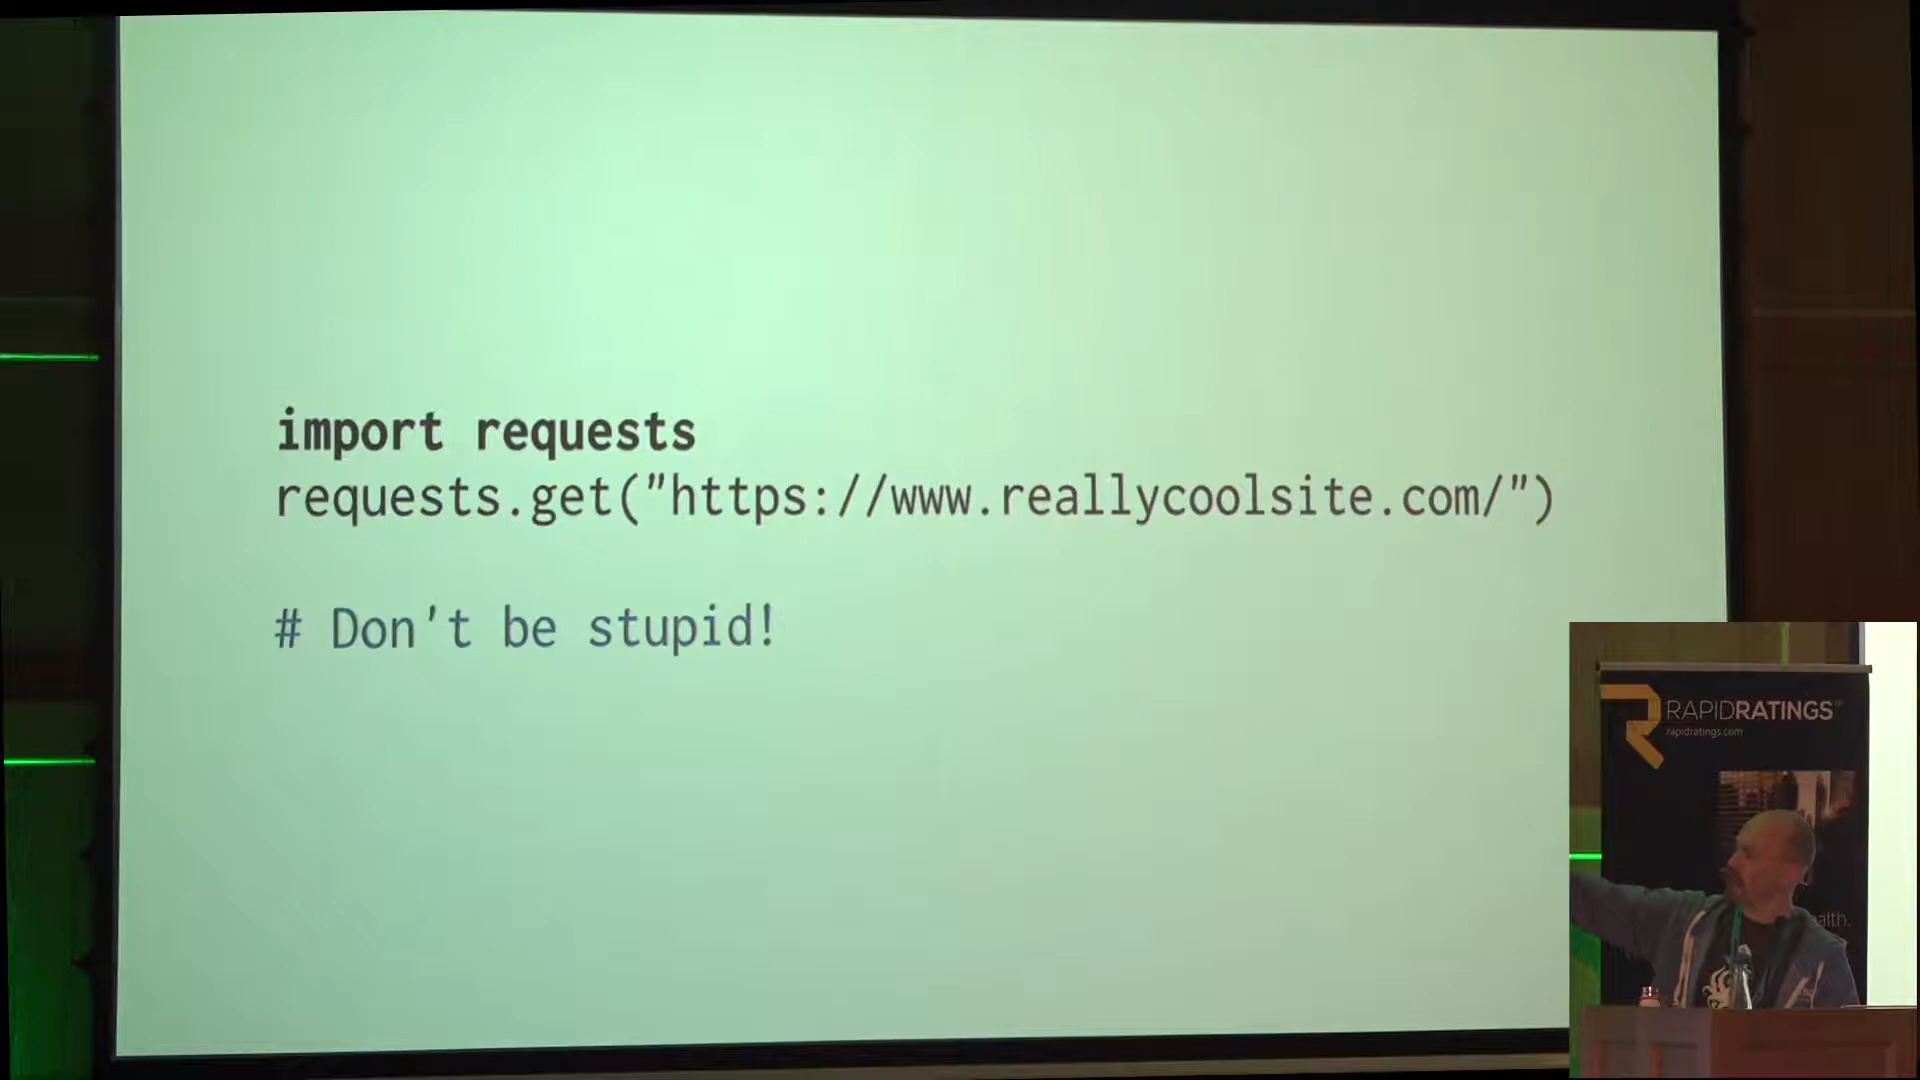 import requests
requests.get("https://www.reallycoolsite.com/")
# Don't be stupid!
RAPIDRATINGS
rapidratings.com